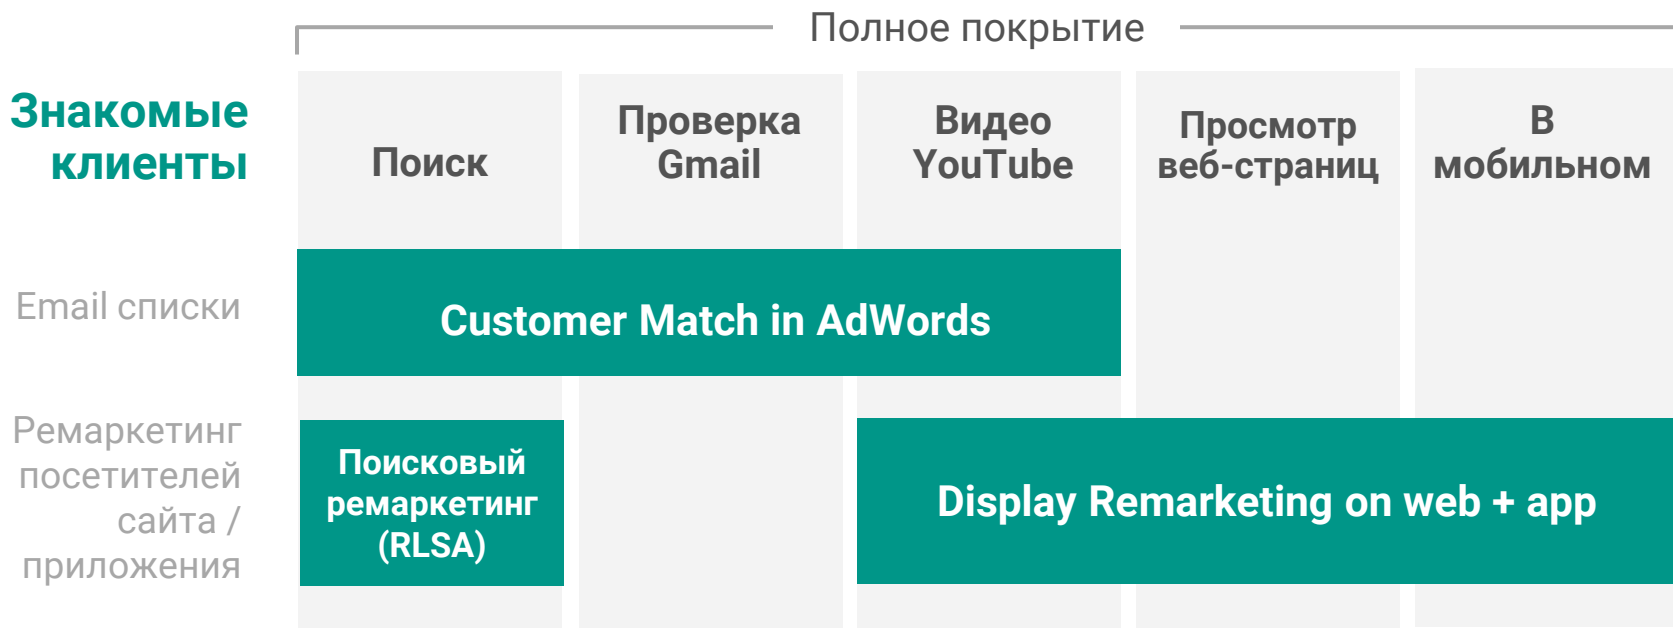 Полное покрытие
Знакомые
клиенты
Поиск
Проверка
Gmail
Видео
YouTube
Просмотр
веб-страниц
В
мобильном
Email списки
Customer Match in AdWords
Ремаркетинг
посетителей
сайта /
приложения
Поисковый
ремаркетинг
(RLSA)
Display Remarketing on web + app